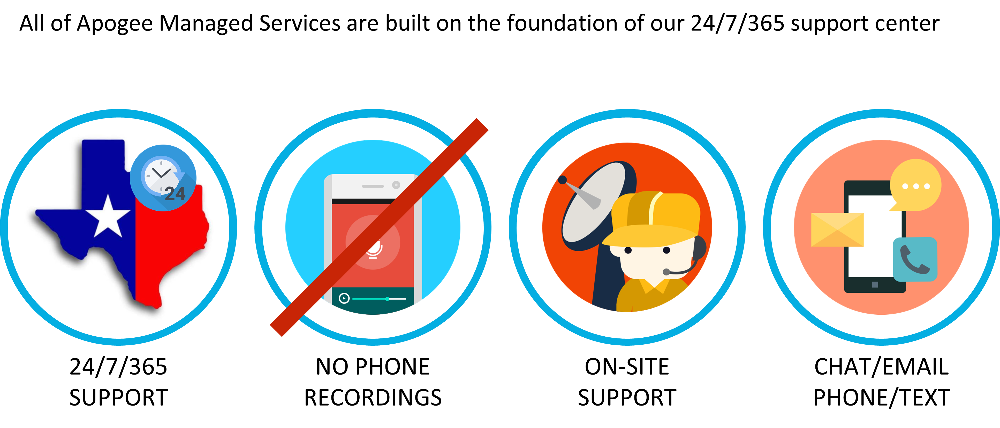 All of Apogee Managed Services are built on the foundation of our 24/7/365 support center
24
24/7/365
SUPPORT
NO PHONE
RECORDINGS
ON-SITE
SUPPORT
CHAT/EMAIL
PHONE/TEXT